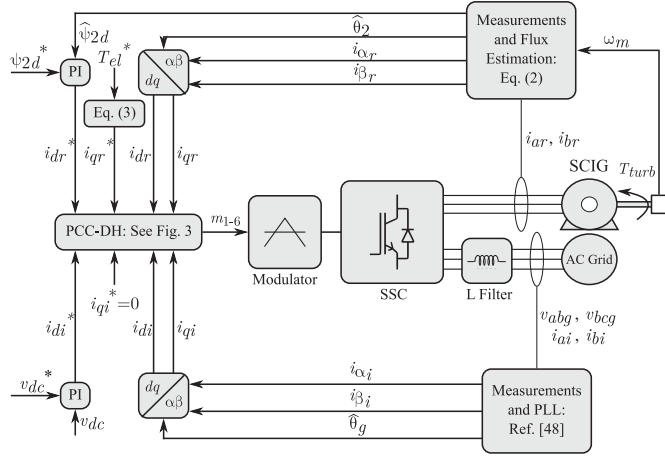 ψ̂2d
θ̂2
Measurements
and Flux
Estimation:
Eq. (2)
ωm
ψ2d*
PI
Tel*
αβ
dq
iαr
iβr
Eq. (3)
idr*
iqr*
idr
iqr
iar, ibr
SCIG
Tturb
PCC-DH: See Fig. 3
m1-6
Modulator
SSC
L Filter
AC Grid
iqi*=0
idi*
idi
iqi
vabg, vbcg
iai, ibi
vdc*
PI
vdc
dq
αβ
iαi
iβi
θ̂g
Measurements
and PLL:
Ref. [48]